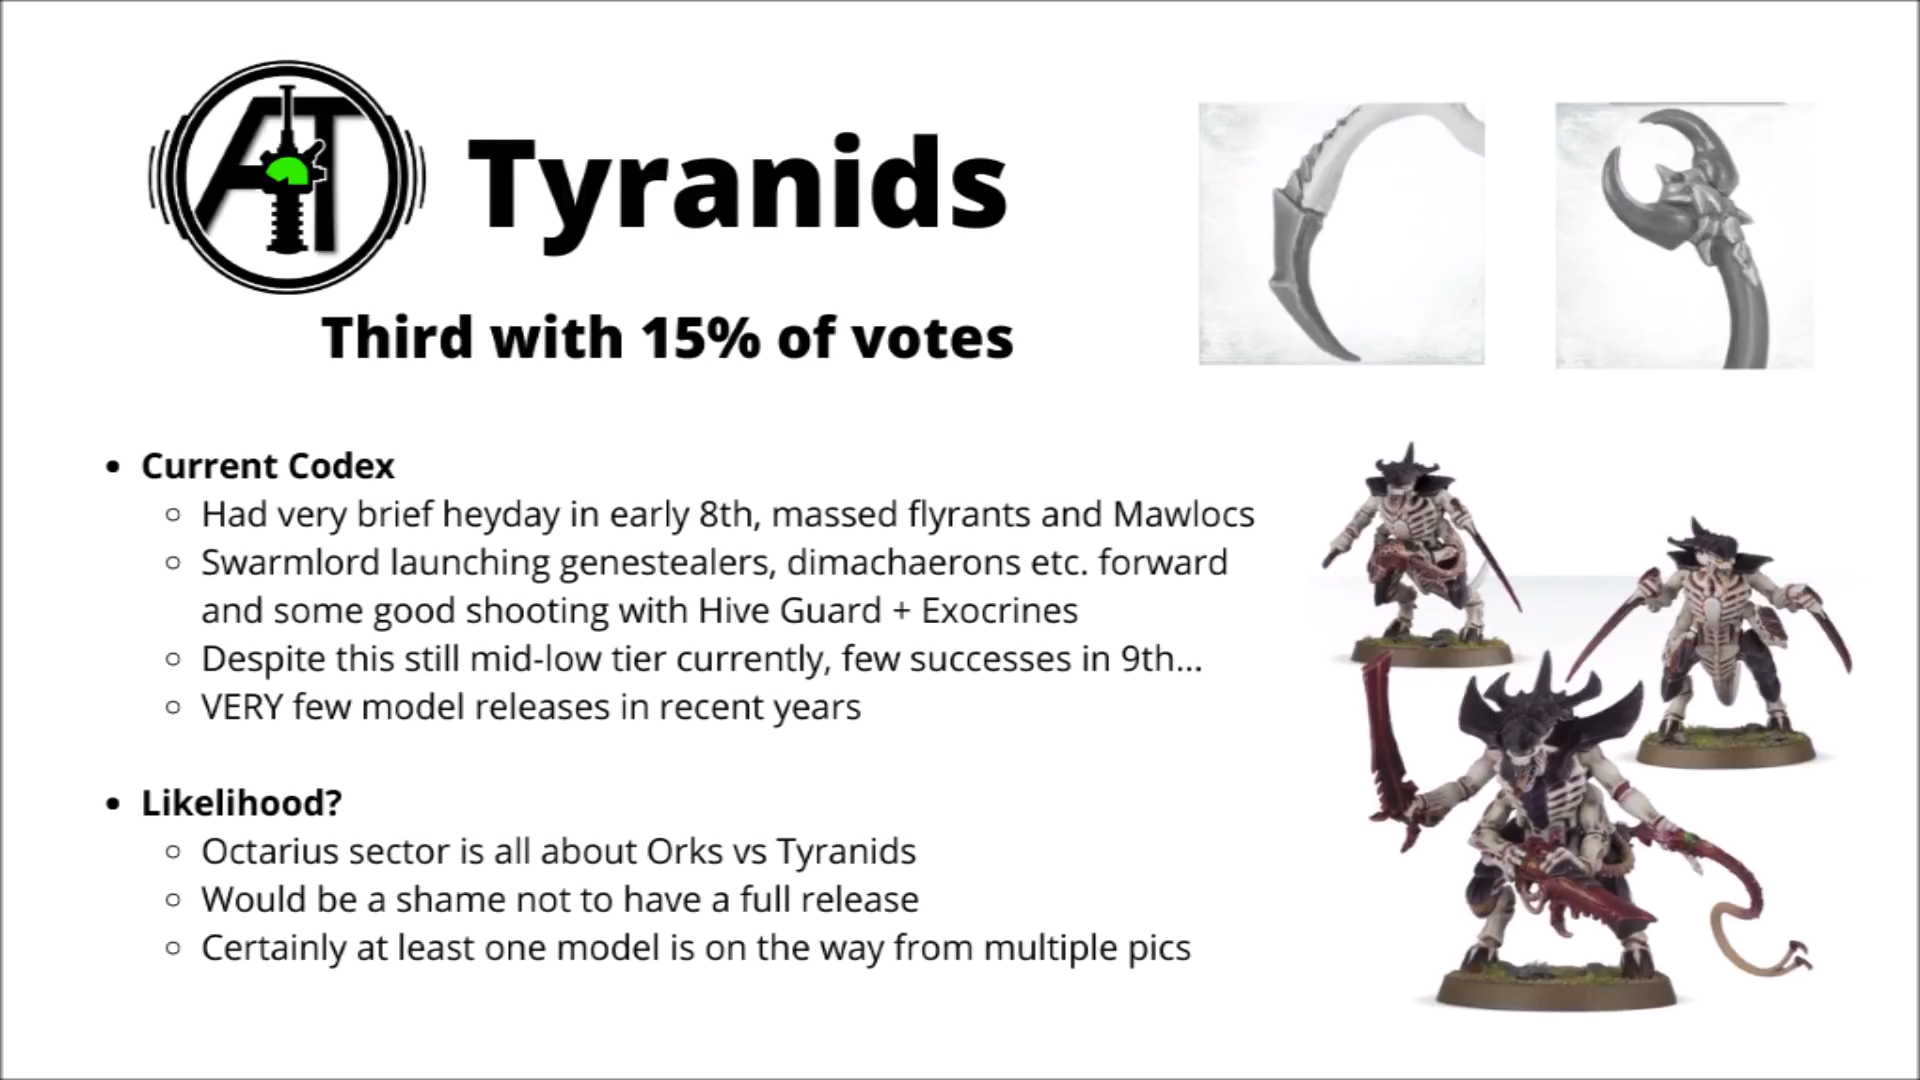 AT
Tyranids
Third with 15% of votes
• Current Codex
○ Had very brief heyday in early 8th, massed flyrants and Mawlocs
○ Swarmlord launching genestealers, dimachaerons etc. forward
and some good shooting with Hive Guard + Exocrines
○ Despite this still mid-low tier currently, few successes in 9th...
○ VERY few model releases in recent years
• Likelihood?
○ Octarius sector is all about Orks vs Tyranids
○ Would be a shame not to have a full release
○ Certainly at least one model is on the way from multiple pics